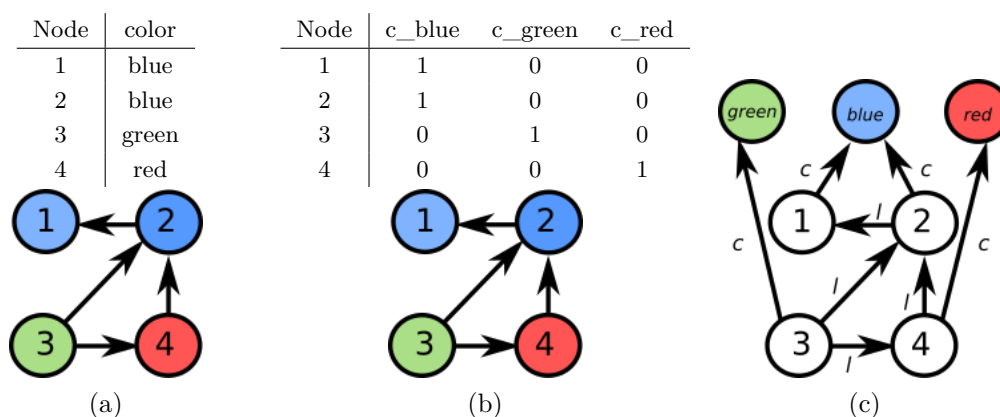 Node color
1 blue
2 blue
3 green
4 red
1 2
3 4
(a)
Node c_blue c_green c_red
1 1 0 0
2 1 0 0
3 0 1 0
4 0 0 1
1 2
3 4
(b)
green blue red
c c
1 l 2
c c
l l
3 l 4
(c)